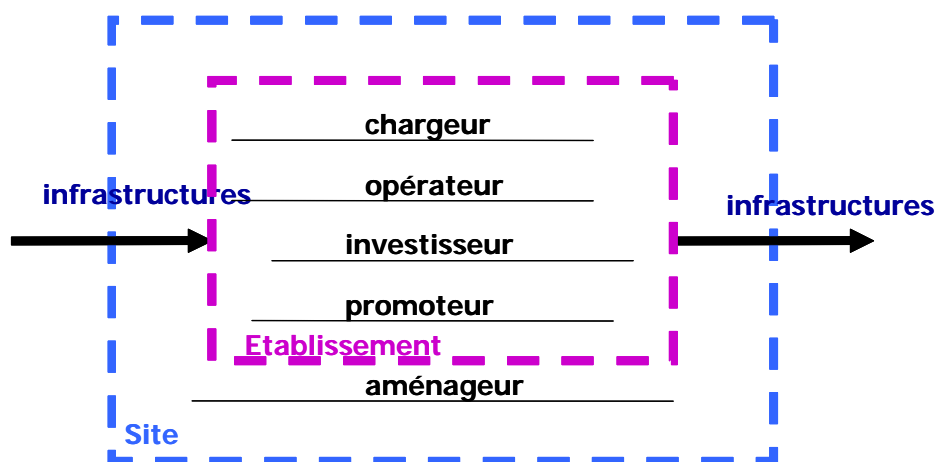 chargeur
infrastructures
opérateur
infrastructures
investisseur
promoteur
Etablissement
aménageur
Site